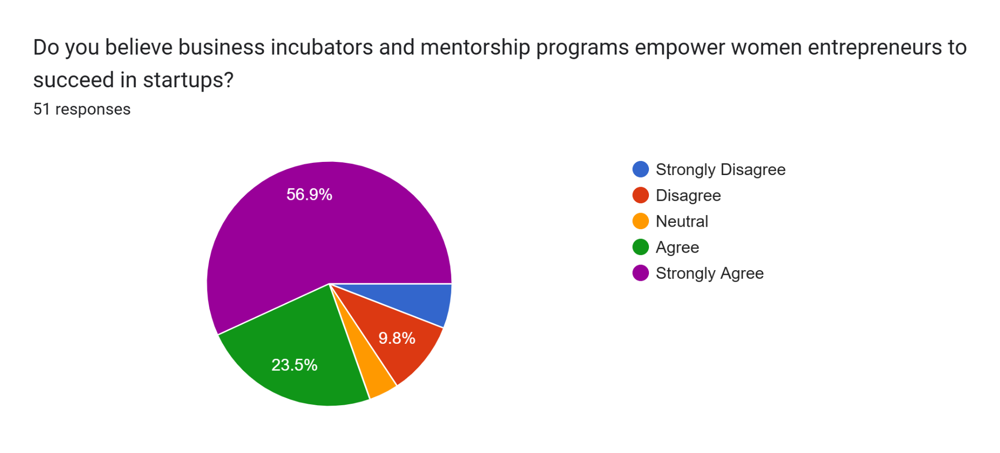 Do you believe business incubators and mentorship programs empower women entrepreneurs to
succeed in startups?
51 responses
56.9%
23.5%
9.8%
Strongly Disagree
Disagree
Neutral
Agree
Strongly Agree